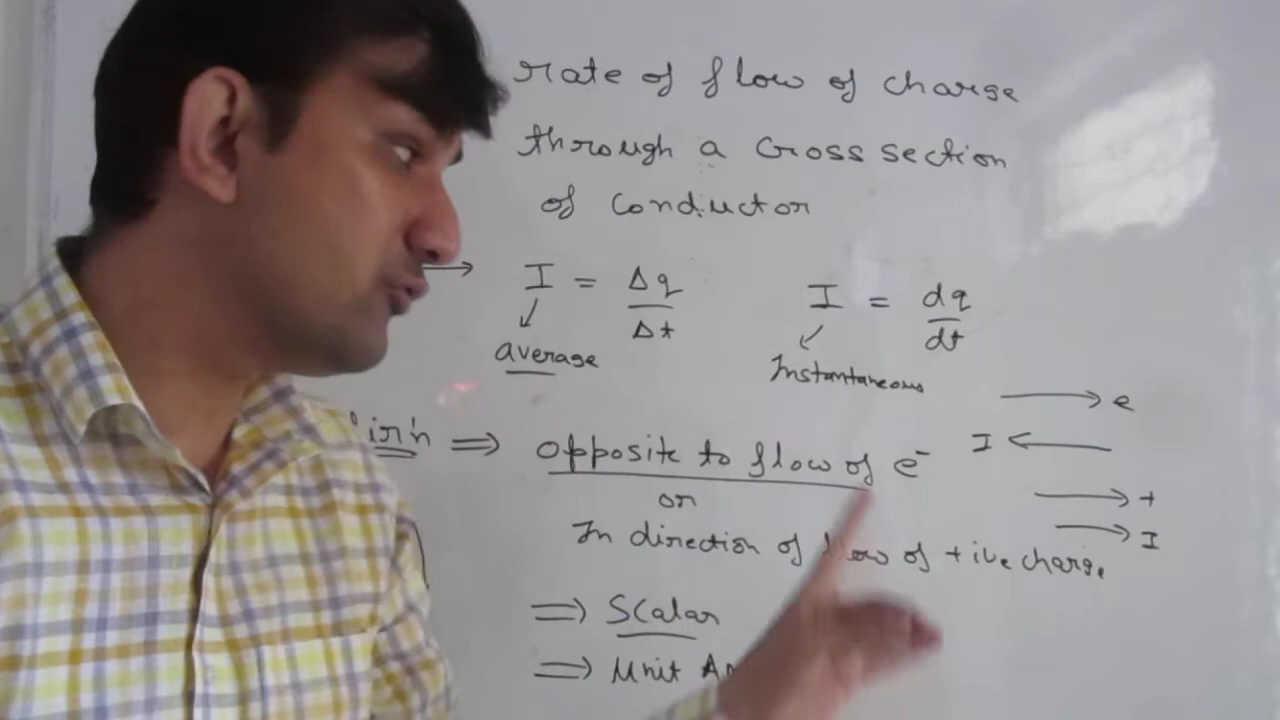 rate of flow of charge
through a cross section
of conductor
→ I = Δq/Δt I = dq/dt
average Instantaneous
→ e
I ←
⇒ opposite to flow of e⁻
→ +
or
→ I
In direction of flow of +ive charge
⇒ Scalar
⇒ Unit